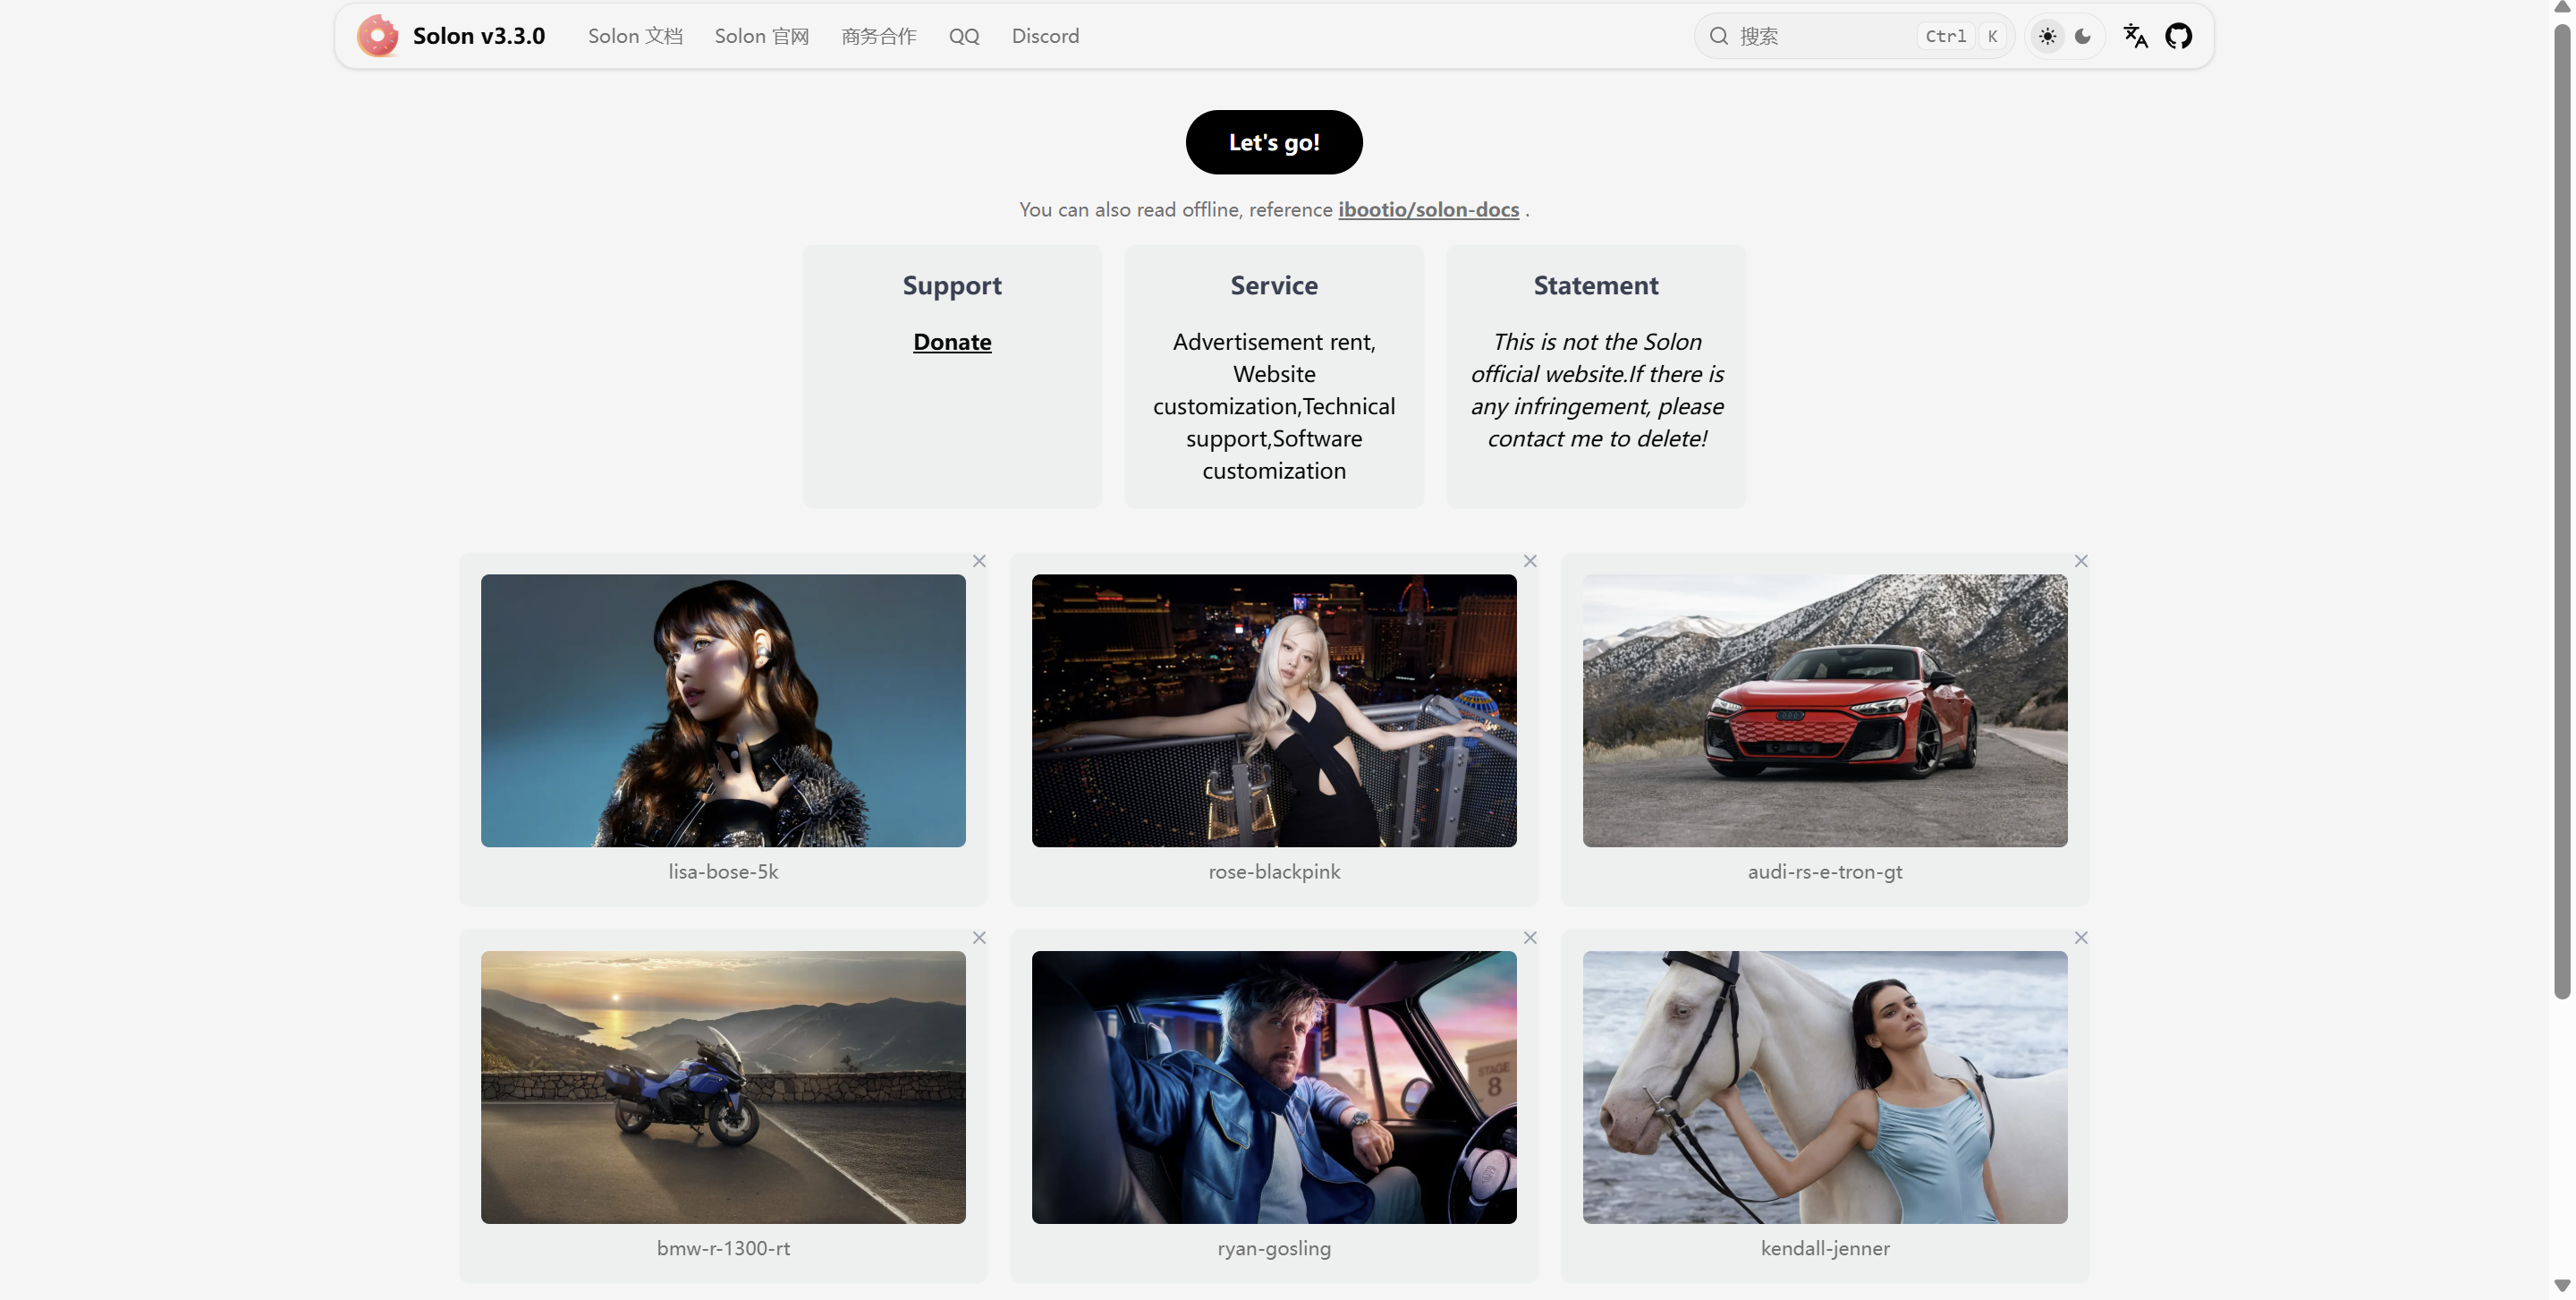 Solon v3.3.0
Solon 文档
Solon 官网
商务合作
QQ
Discord
搜索
Ctrl K
Let's go!
You can also read offline, reference ibootio/solon-docs .
Support
Donate
Service
Advertisement rent,
Website
customization,Technical
support,Software
customization
Statement
This is not the Solon
official website.If there is
any infringement, please
contact me to delete!
lisa-bose-5k
rose-blackpink
audi-rs-e-tron-gt
STAGE
8
bmw-r-1300-rt
ryan-gosling
kendall-jenner